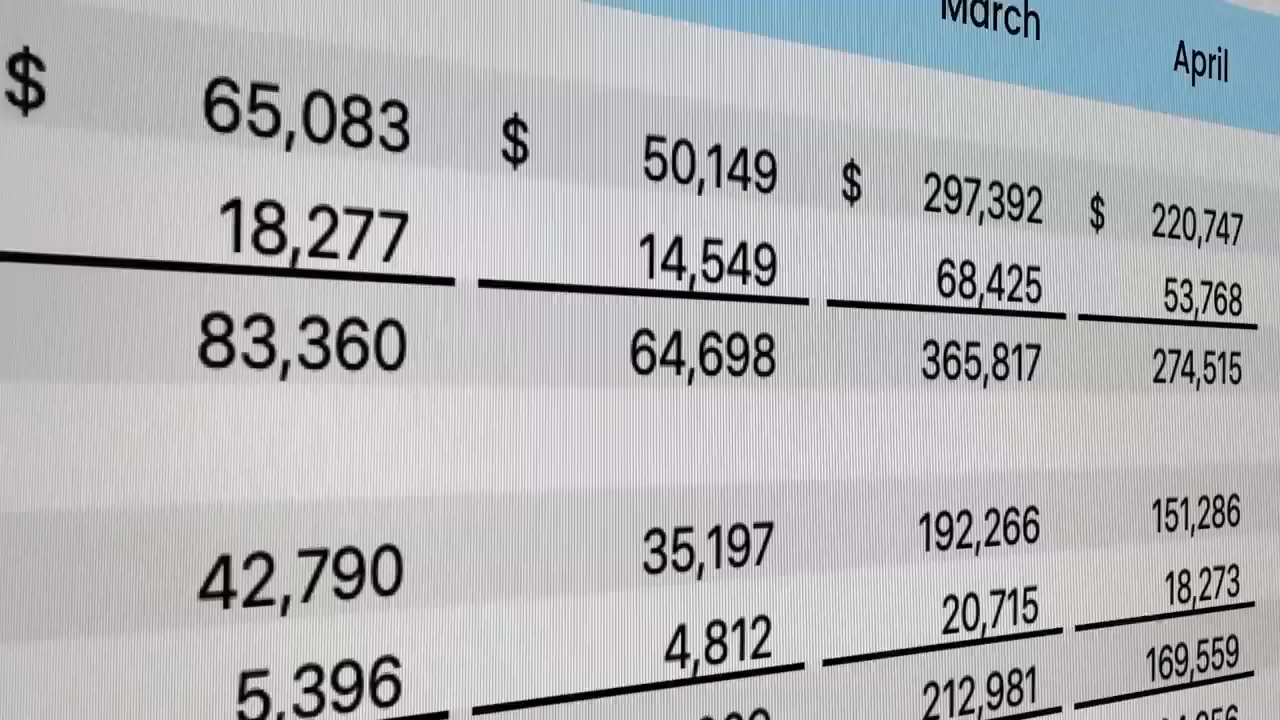 March April
$ 65,083 $ 50,149 $ 297,392 $ 220,747
18,277 14,549 68,425 53,768
83,360 64,698 365,817 274,515
42,790 35,197 192,266 151,286
5,396 4,812 20,715 18,273
212,981 169,559